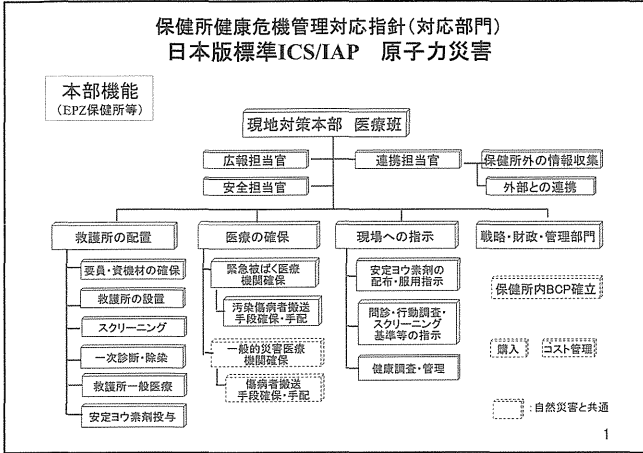 保健所健康危機管理対応指針(対応部門)
日本版標準ICS/IAP　原子力災害
本部機能
(EPZ保健所等)
現地対策本部　医療班
広報担当官
連携担当官
保健所外の情報収集
安全担当官
外部との連携
救護所の配置
医療の確保
現場への指示
戦略・財政・管理部門
要員・資機材の確保
救護所の設置
スクリーニング
一次診断・除染
救護所一般医療
安定ヨウ素剤投与
緊急被ばく医療
機関確保
汚染傷病者搬送
手段確保・手配
一般的災害医療
機関確保
傷病者搬送
手段確保・手配
安定ヨウ素剤の
配布・服用指示
問診・行動調査・
スクリーニング
基準等の指示
健康調査・管理
保健所内BCP確立
購入
コスト管理
:自然災害と共通
1